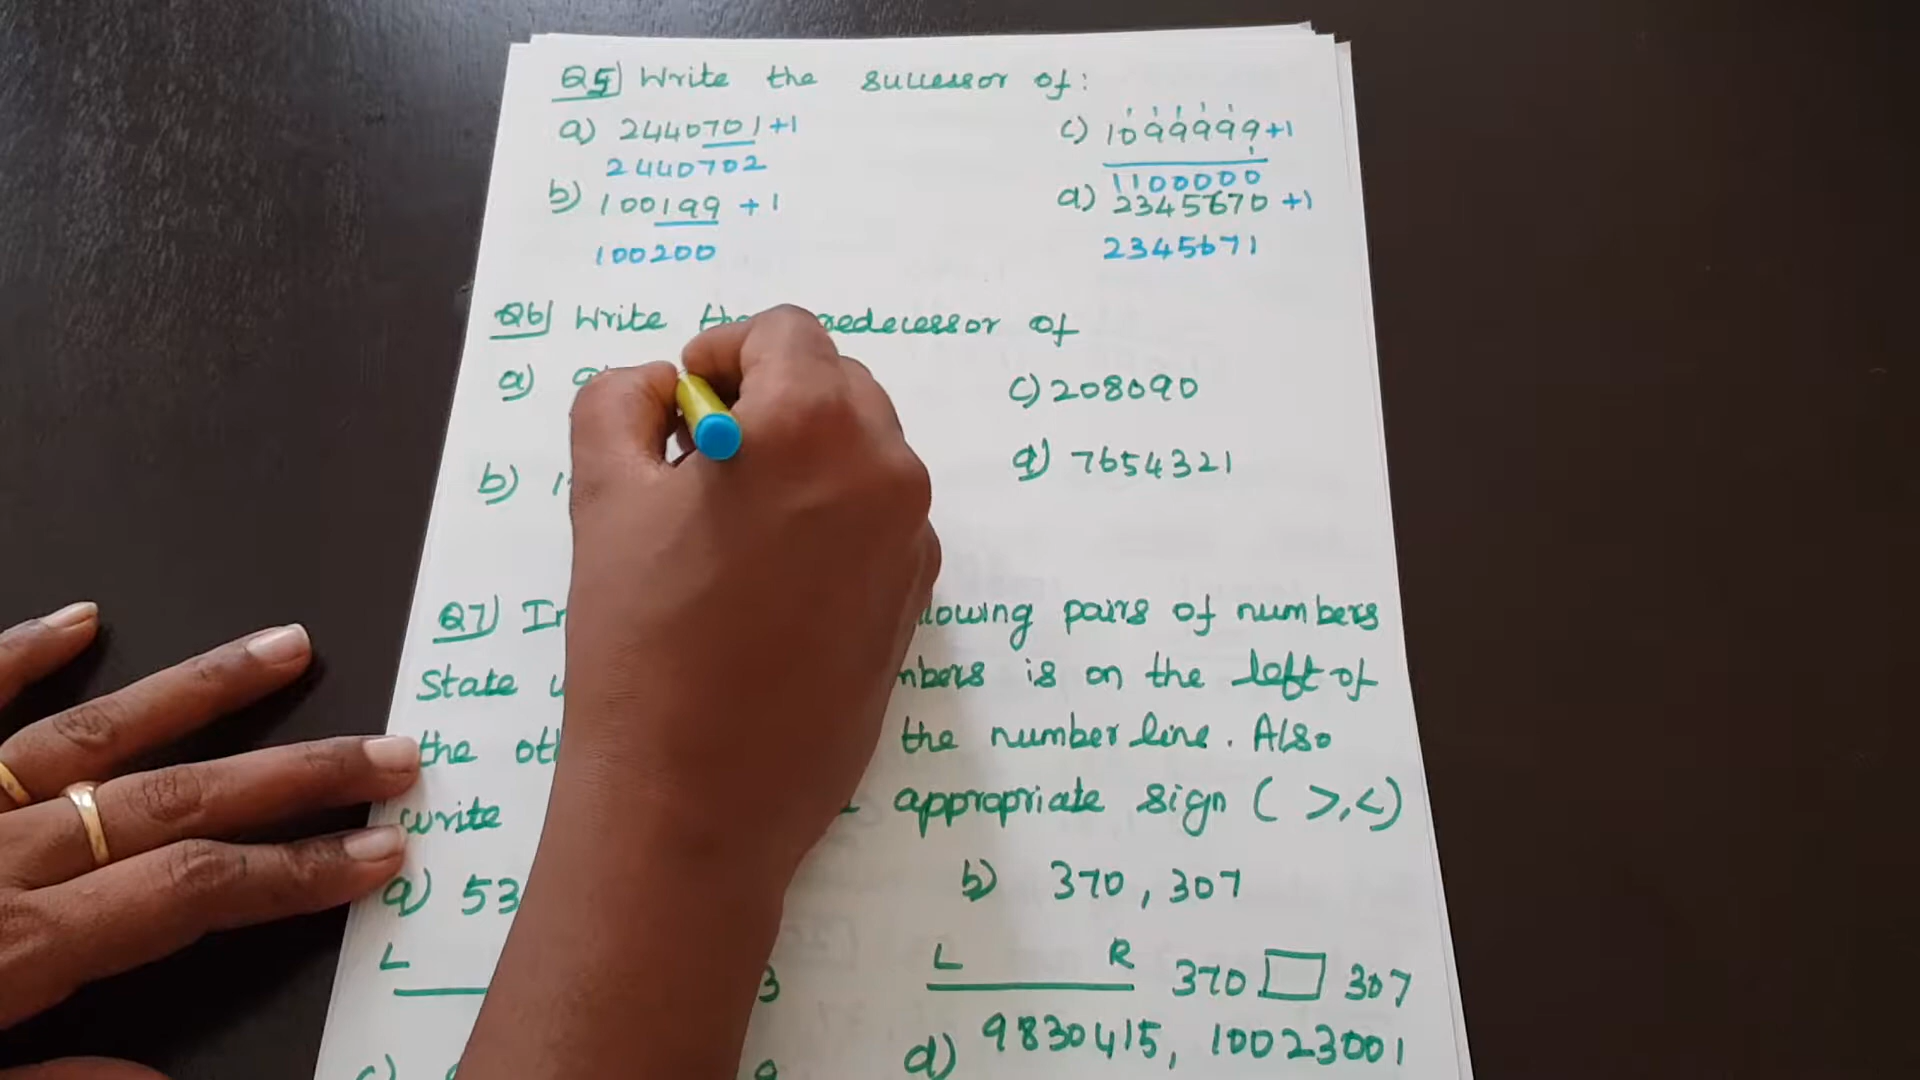 Q5) Write the successor of:
a) 2440701 +1
2440702
b) 100199 + 1
100200
c) 1099999 +1
1100000
d) 2345670 +1
2345671
Q6) Write of
a)
b)
c) 208090
d) 7654321
Q7) pairs of numbers
State is on the left of
the the number line. Also
write appropriate sign ( >, <)
a) 53
L
b) 370, 307
L R 370 307
c)
d) 9830415, 10023001